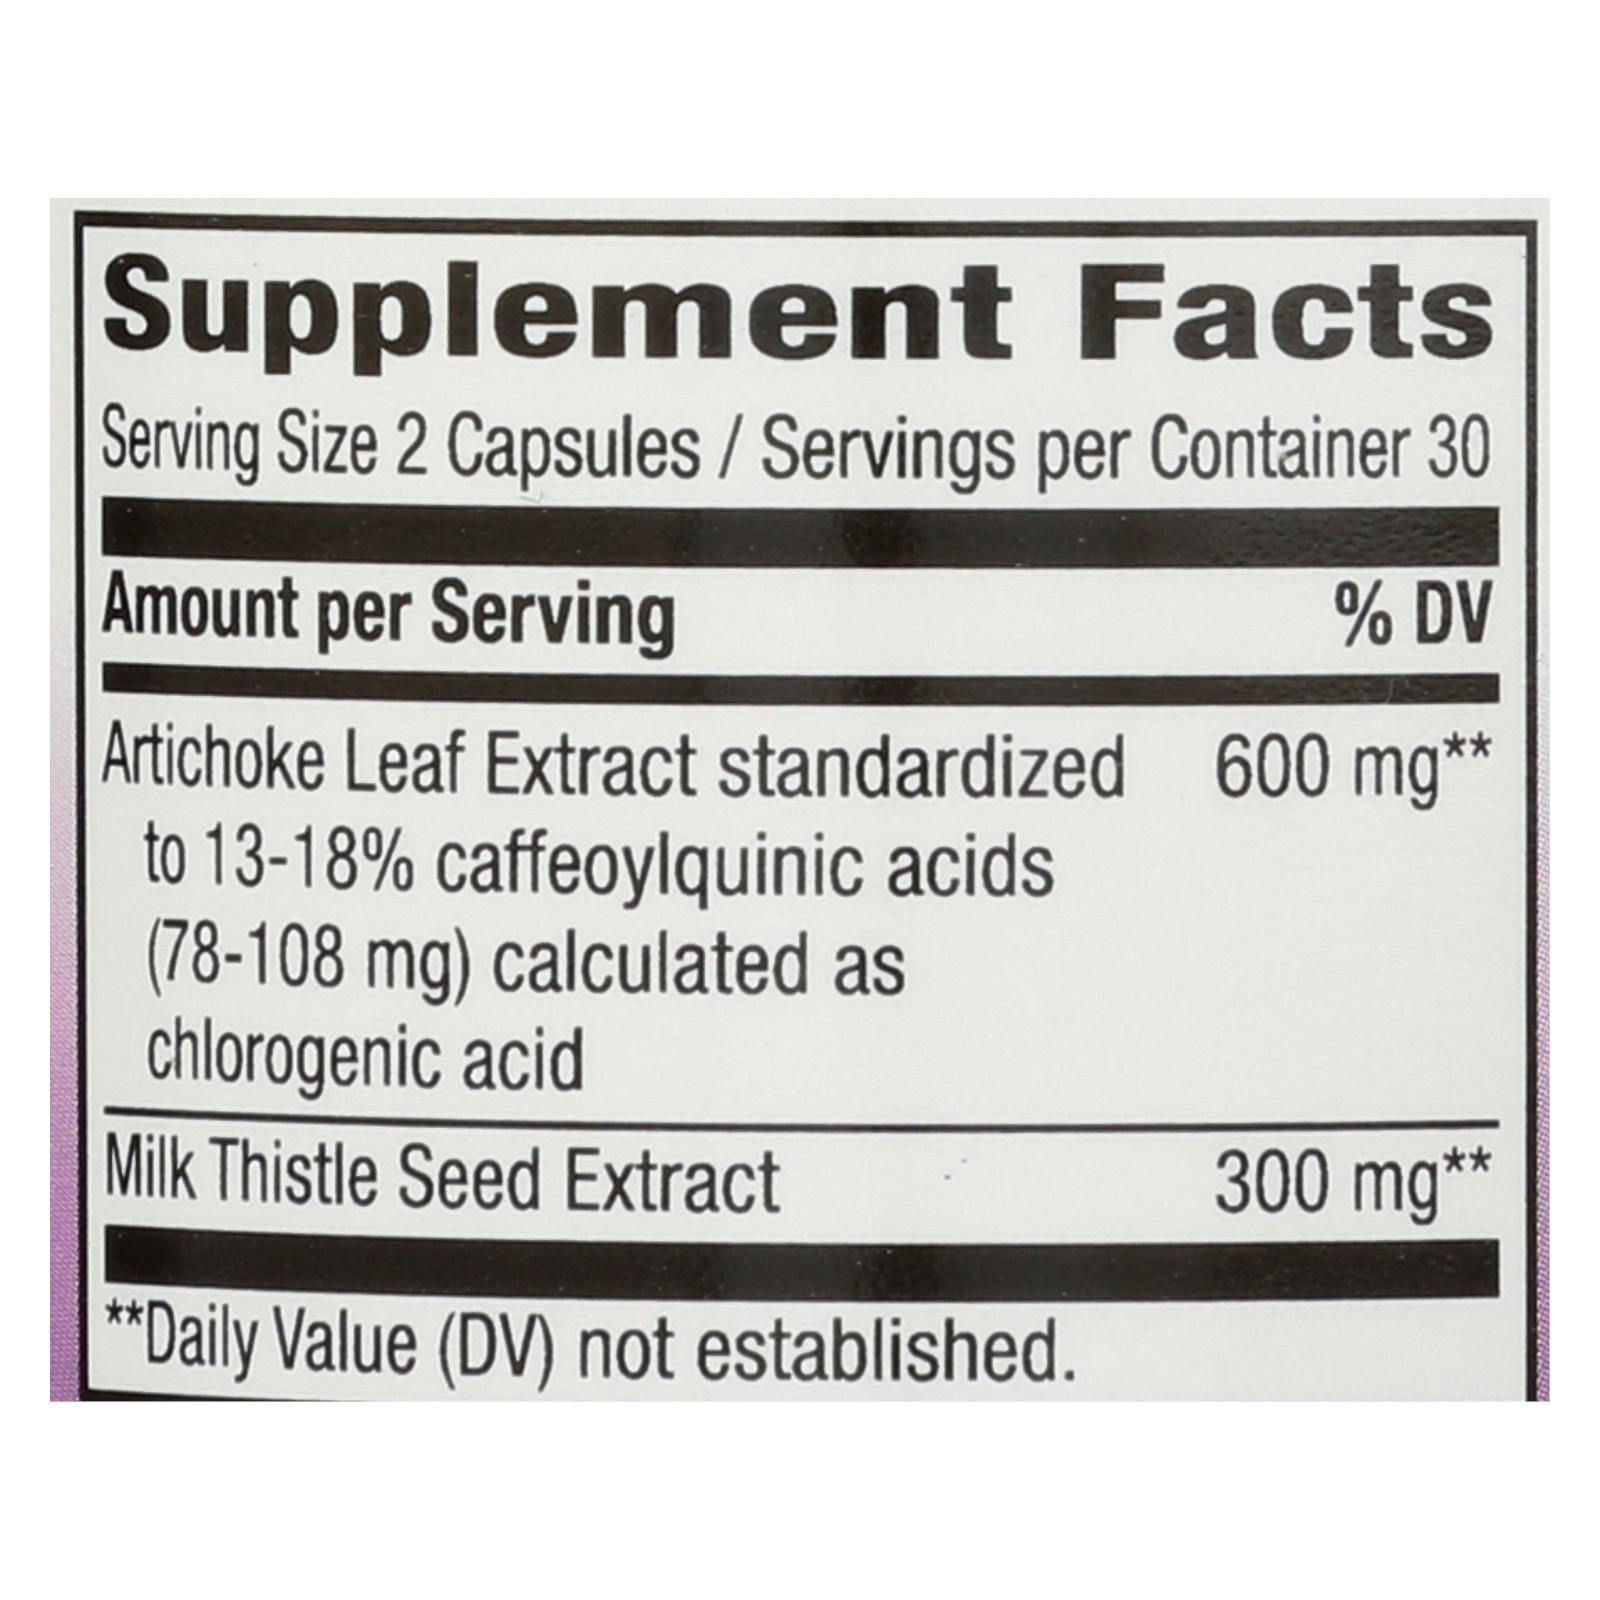 Supplement Facts
Serving Size 2 Capsules / Servings per Container 30
Amount per Serving % DV
Artichoke Leaf Extract standardized 600 mg**
to 13-18% caffeoylquinic acids
(78-108 mg) calculated as
chlorogenic acid
Milk Thistle Seed Extract 300 mg**
**Daily Value (DV) not established.